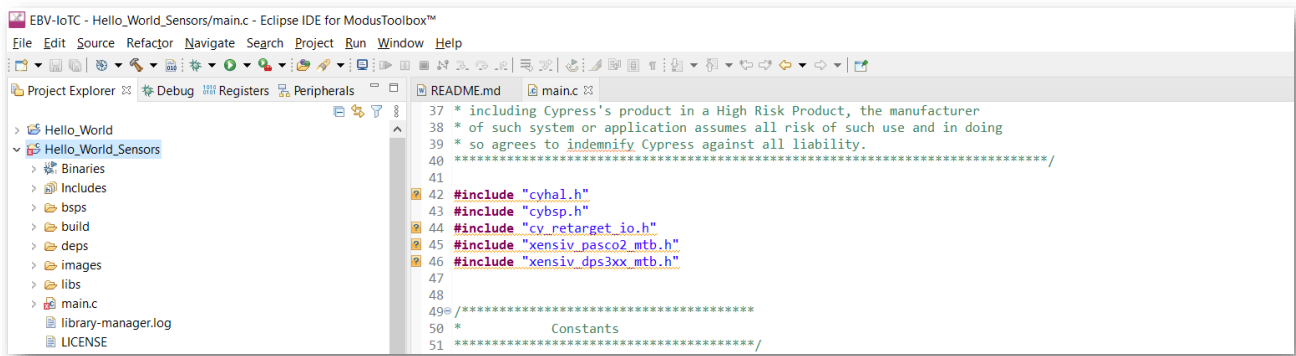 EBV-IoTC - Hello_World_Sensors/main.c - Eclipse IDE for ModusToolbox™
File Edit Source Refactor Navigate Search Project Run Window Help
Project Explorer Debug Registers Peripherals
README.md main.c
Hello_World
Hello_World_Sensors
Binaries
Includes
bsps
build
deps
images
libs
main.c
library-manager.log
LICENSE
37 * including Cypress's product in a High Risk Product, the manufacturer
38 * of such system or application assumes all risk of such use and in doing
39 * so agrees to indemnify Cypress against all liability.
40 *******************************************************************************/
41
42 #include "cyhal.h"
43 #include "cybsp.h"
44 #include "cy_retarget_io.h"
45 #include "xensiv_pasco2_mtb.h"
46 #include "xensiv_dps3xx_mtb.h"
47
48
49 /***************************************
50 * Constants
51 ****************************************/